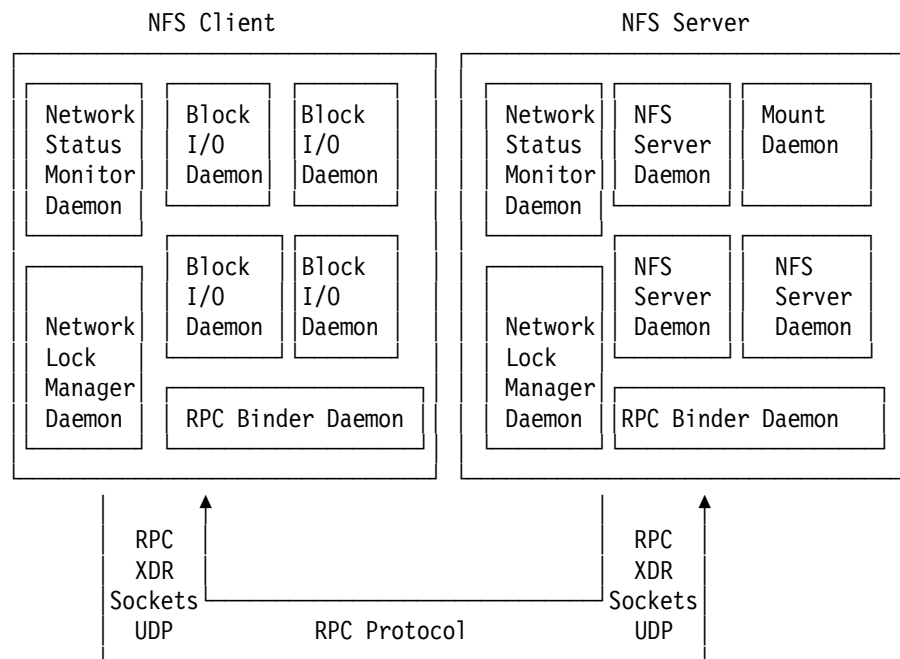 NFS Client
NFS Server
Network
Status
Monitor
Daemon
Block
I/O
Daemon
Block
I/O
Daemon
Network
Lock
Manager
Daemon
Block
I/O
Daemon
Block
I/O
Daemon
RPC Binder Daemon
Network
Status
Monitor
Daemon
NFS
Server
Daemon
Mount
Daemon
Network
Lock
Manager
Daemon
NFS
Server
Daemon
NFS
Server
Daemon
RPC Binder Daemon
RPC
XDR
Sockets
UDP
RPC Protocol
RPC
XDR
Sockets
UDP